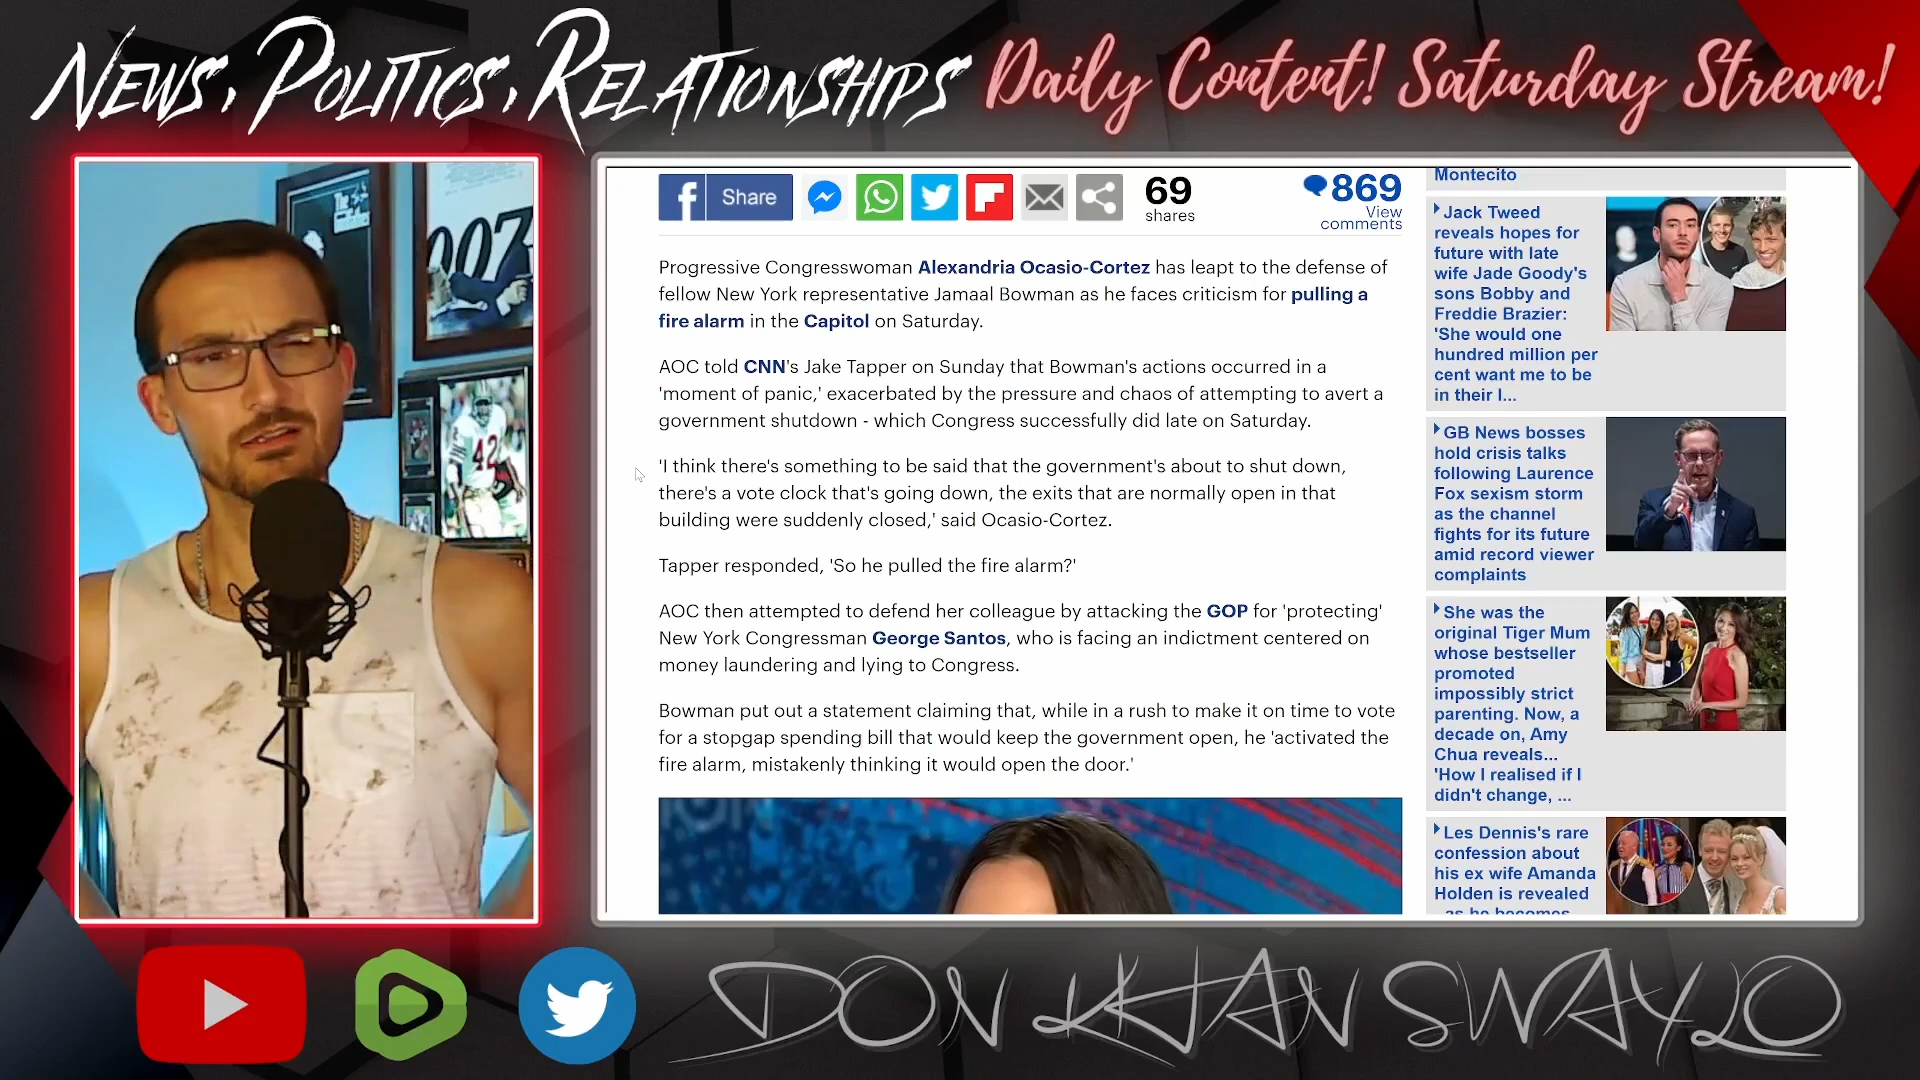 News, Politics, Relationships
Daily Content! Saturday Stream!
007
42
Share
69
shares
869
View
comments
Progressive Congresswoman Alexandria Ocasio-Cortez has leapt to the defense of
fellow New York representative Jamaal Bowman as he faces criticism for pulling a
fire alarm in the Capitol on Saturday.
AOC told CNN's Jake Tapper on Sunday that Bowman's actions occurred in a
'moment of panic,' exacerbated by the pressure and chaos of attempting to avert a
government shutdown - which Congress successfully did late on Saturday.
'I think there's something to be said that the government's about to shut down,
there's a vote clock that's going down, the exits that are normally open in that
building were suddenly closed,' said Ocasio-Cortez.
Tapper responded, 'So he pulled the fire alarm?'
AOC then attempted to defend her colleague by attacking the GOP for 'protecting'
New York Congressman George Santos, who is facing an indictment centered on
money laundering and lying to Congress.
Bowman put out a statement claiming that, while in a rush to make it on time to vote
for a stopgap spending bill that would keep the government open, he 'activated the
fire alarm, mistakenly thinking it would open the door.'
Montecito
Jack Tweed
reveals hopes for
future with late
wife Jade Goody's
sons Bobby and
Freddie Brazier:
'She would one
hundred million per
cent want me to be
in their l...
GB News bosses
hold crisis talks
following Laurence
Fox sexism storm
as the channel
fights for its future
amid record viewer
complaints
She was the
original Tiger Mum
whose bestseller
promoted
impossibly strict
parenting. Now, a
decade on, Amy
Chua reveals...
'How I realised if I
didn't change, ...
Les Dennis's rare
confession about
his ex wife Amanda
Holden is revealed
as he becomes
DON KHAN SWAYLO